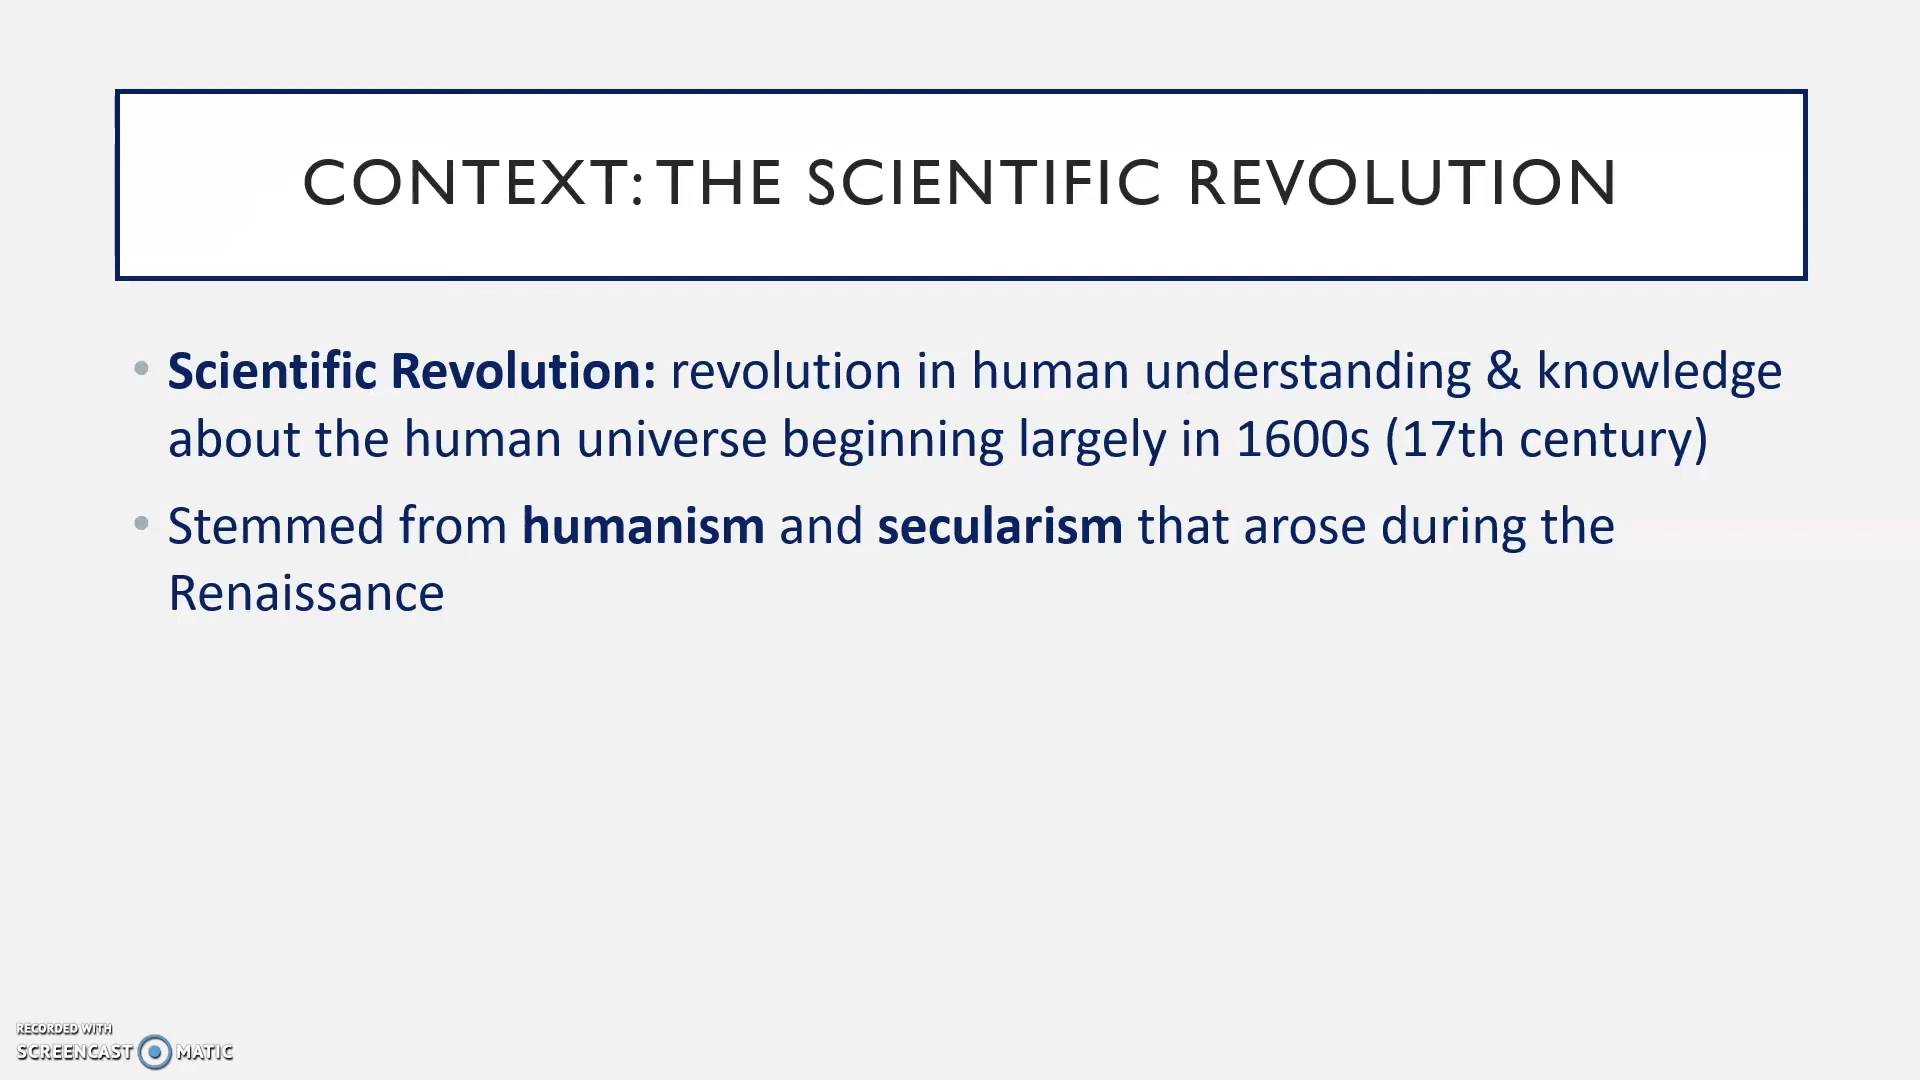 CONTEXT: THE SCIENTIFIC REVOLUTION
• Scientific Revolution: revolution in human understanding & knowledge
about the human universe beginning largely in 1600s (17th century)
• Stemmed from humanism and secularism that arose during the
Renaissance
RECORDED WITH
SCREENCAST MATIC